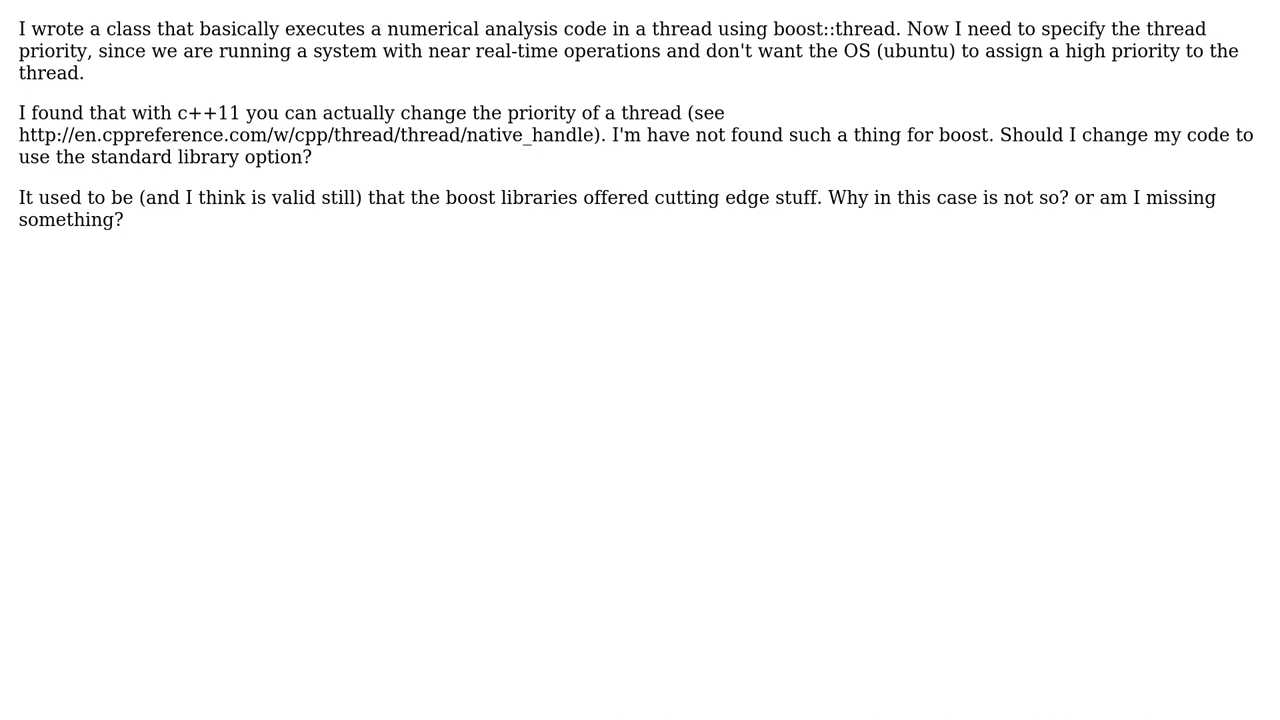 I wrote a class that basically executes a numerical analysis code in a thread using boost::thread. Now I need to specify the thread
priority, since we are running a system with near real-time operations and don't want the OS (ubuntu) to assign a high priority to the
thread.
I found that with c++11 you can actually change the priority of a thread (see
http://en.cppreference.com/w/cpp/thread/thread/native_handle). I'm have not found such a thing for boost. Should I change my code to
use the standard library option?
It used to be (and I think is valid still) that the boost libraries offered cutting edge stuff. Why in this case is not so? or am I missing
something?